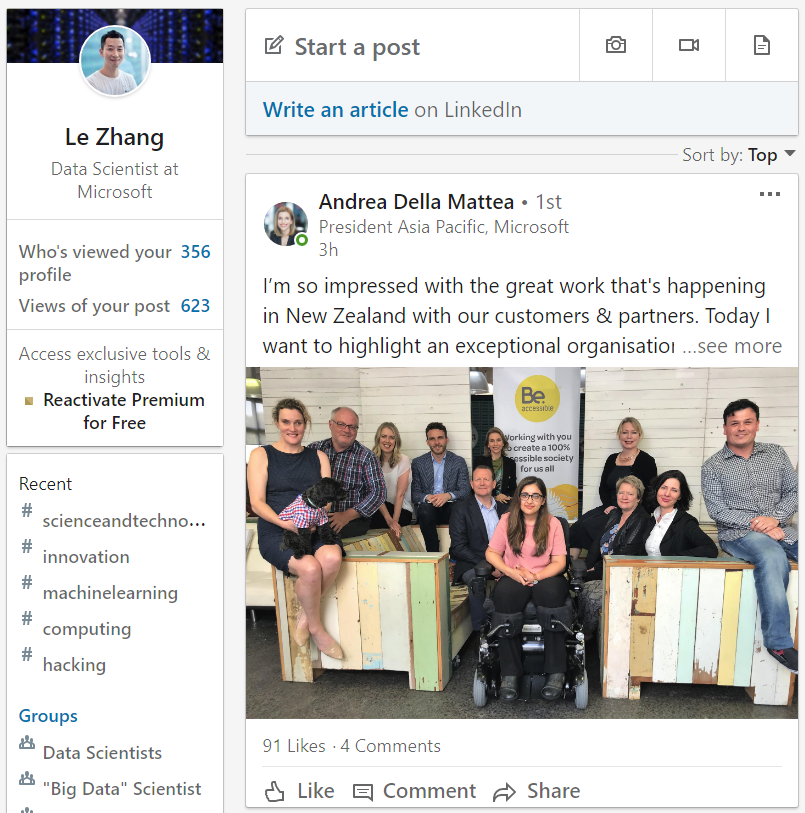 Le Zhang
Data Scientist at
Microsoft
Who's viewed your 356
profile
Views of your post 623
Access exclusive tools &
insights
Reactivate Premium
for Free
Recent
# scienceandtechno...
# innovation
# machinelearning
# computing
# hacking
Groups
Data Scientists
"Big Data" Scientist
Start a post
Write an article on LinkedIn
Sort by: Top
Andrea Della Mattea • 1st
President Asia Pacific, Microsoft
3h
I'm so impressed with the great work that's happening
in New Zealand with our customers & partners. Today I
want to highlight an exceptional organisation ...see more
Be.
accessible
Working with you
to create a 100%
accessible society
for us all
91 Likes · 4 Comments
Like Comment Share